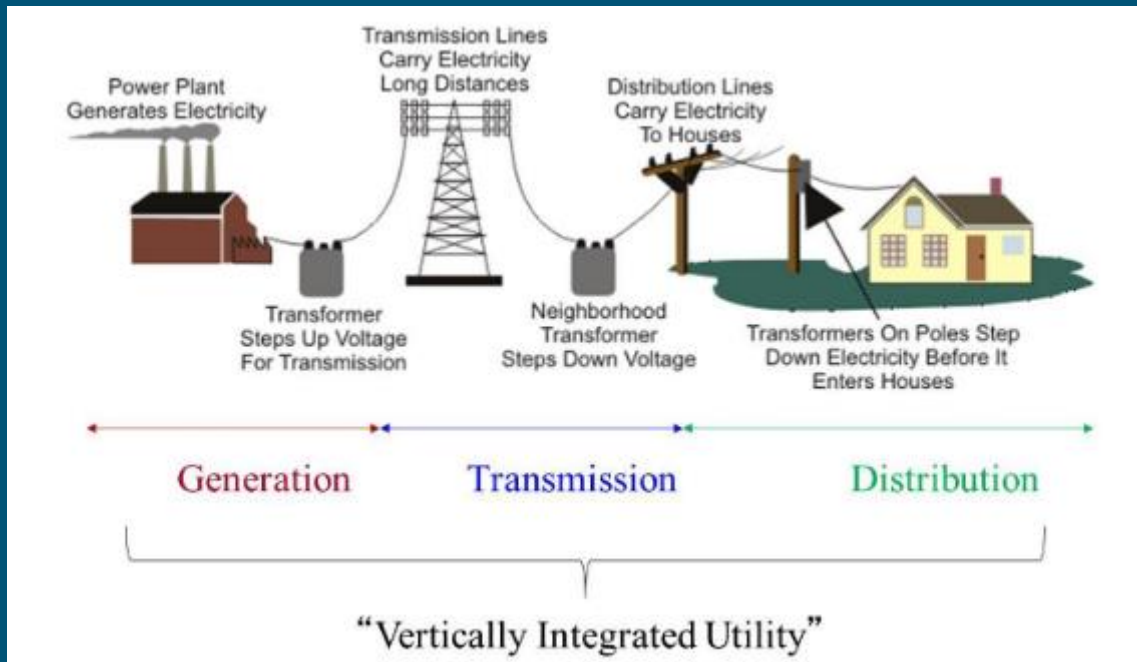 Power Plant
Generates Electricity
Transmission Lines
Carry Electricity
Long Distances
Distribution Lines
Carry Electricity
To Houses
Transformer
Steps Up Voltage
For Transmission
Neighborhood
Transformer
Steps Down Voltage
Transformers On Poles Step
Down Electricity Before It
Enters Houses
Generation
Transmission
Distribution
“Vertically Integrated Utility”